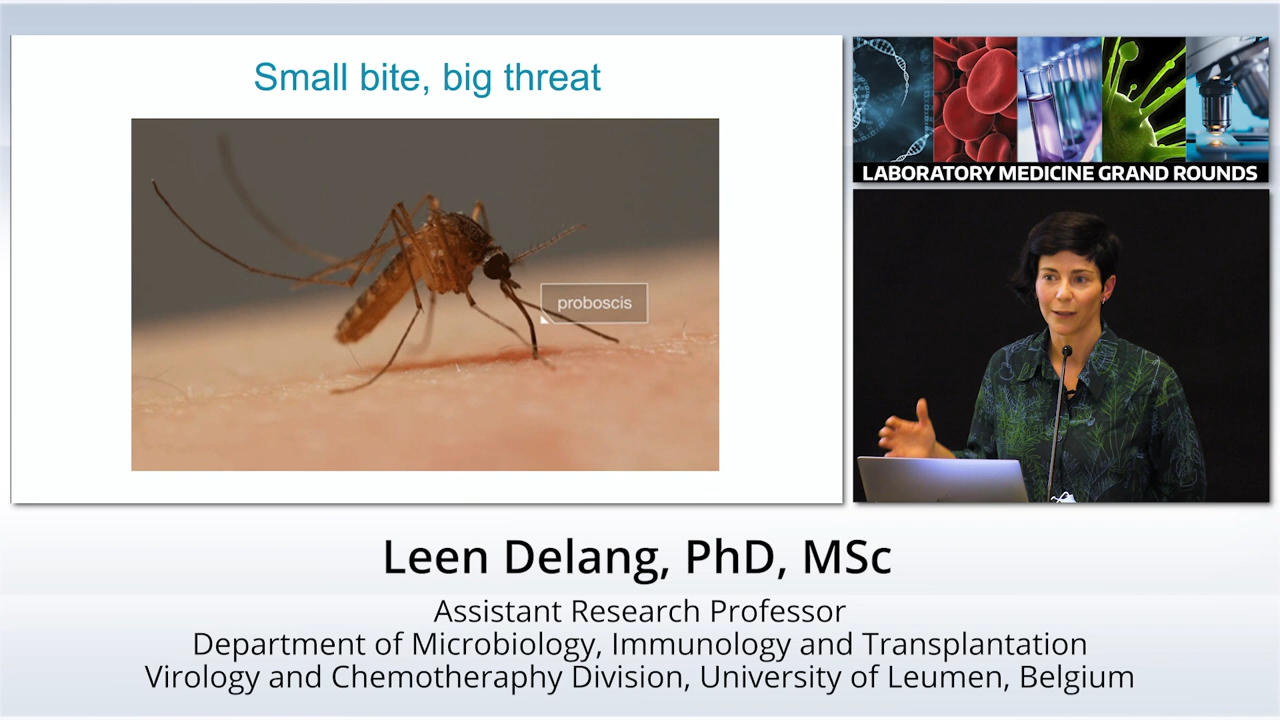 Small bite, big threat
proboscis
LABORATORY MEDICINE GRAND ROUNDS
Leen Delang, PhD, MSc
Assistant Research Professor
Department of Microbiology, Immunology and Transplantation
Virology and Chemotheraphy Division, University of Leumen, Belgium